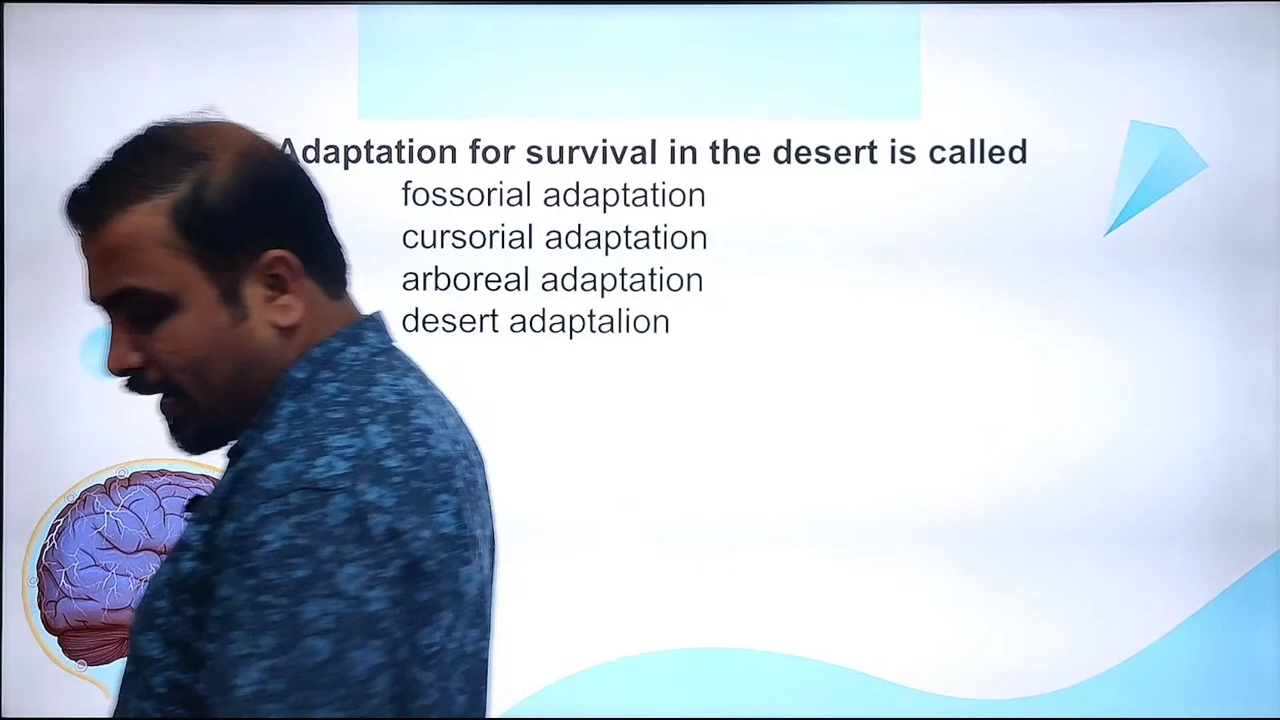 Adaptation for survival in the desert is called
fossorial adaptation
cursorial adaptation
arboreal adaptation
desert adaptalion